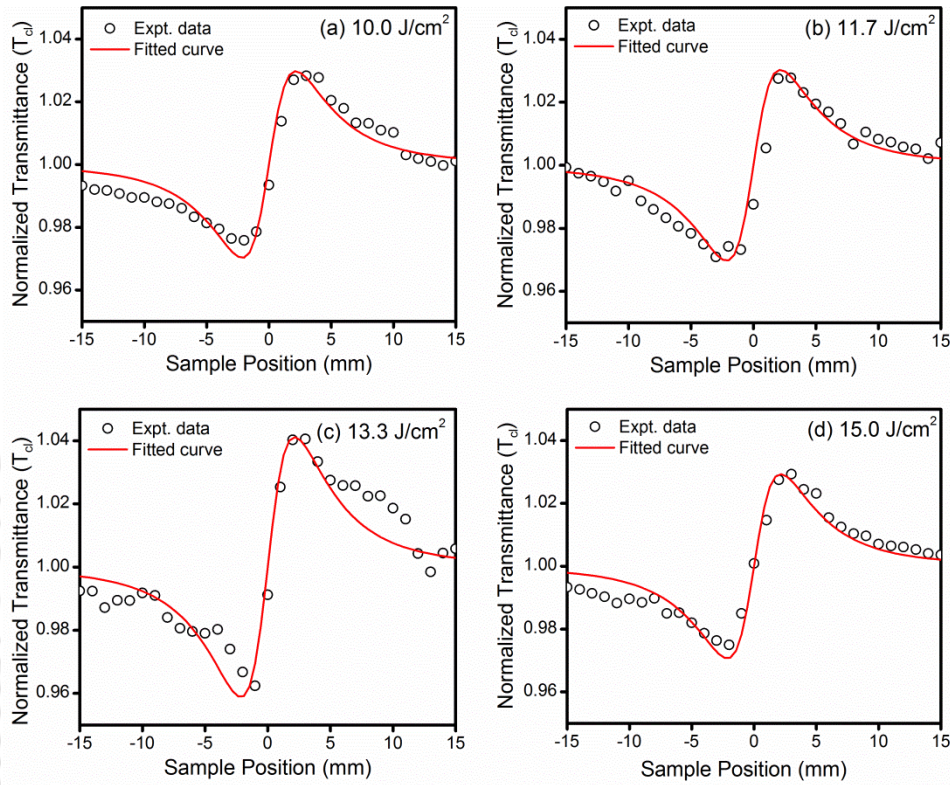 (a) 10.0 J/cm²
Expt. data
Fitted curve
Normalized Transmittance (T_cl)
1.04
1.02
1.00
0.98
0.96
-15 -10 -5 0 5 10 15
Sample Position (mm)
(b) 11.7 J/cm²
Expt. data
Fitted curve
Normalized Transmittance (T_cl)
1.04
1.02
1.00
0.98
0.96
-15 -10 -5 0 5 10 15
Sample Position (mm)
(c) 13.3 J/cm²
Expt. data
Fitted curve
Normalized Transmittance (T_cl)
1.04
1.02
1.00
0.98
0.96
-15 -10 -5 0 5 10 15
Sample Position (mm)
(d) 15.0 J/cm²
Expt. data
Fitted curve
Normalized Transmittance (T_cl)
1.04
1.02
1.00
0.98
0.96
-15 -10 -5 0 5 10 15
Sample Position (mm)